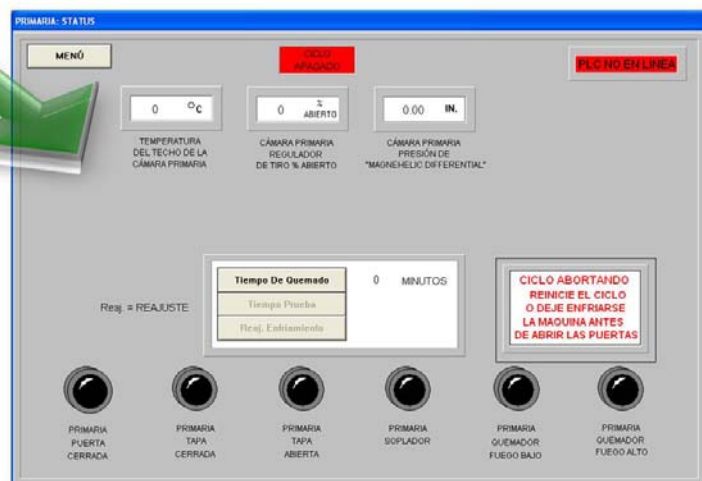 PRIMARIA: STATUS
MENÚ
CICLO
APAGADO
PLC NO EN LINEA
0 °C
0 % ABIERTO
0.00 IN.
TEMPERATURA
DEL TECHO DE LA
CÁMARA PRIMARIA
CÁMARA PRIMARIA
REGULADOR
DE TIRO % ABIERTO
CÁMARA PRIMARIA
PRESIÓN DE
"MAGNEHELIC DIFFERENTIAL"
Reaj. = REAJUSTE
Tiempo De Quemado
0 MINUTOS
Tiempo Prueba
Reaj. Enfriamiento
CICLO ABORTANDO
REINICIE EL CICLO
O DEJE ENFRIARSE
LA MAQUINA ANTES
DE ABRIR LAS PUERTAS
PRIMARIA
PUERTA
CERRADA
PRIMARIA
TAPA
CERRADA
PRIMARIA
TAPA
ABIERTA
PRIMARIA
SOPLADOR
PRIMARIA
QUEMADOR
FUEGO BAJO
PRIMARIA
QUEMADOR
FUEGO ALTO